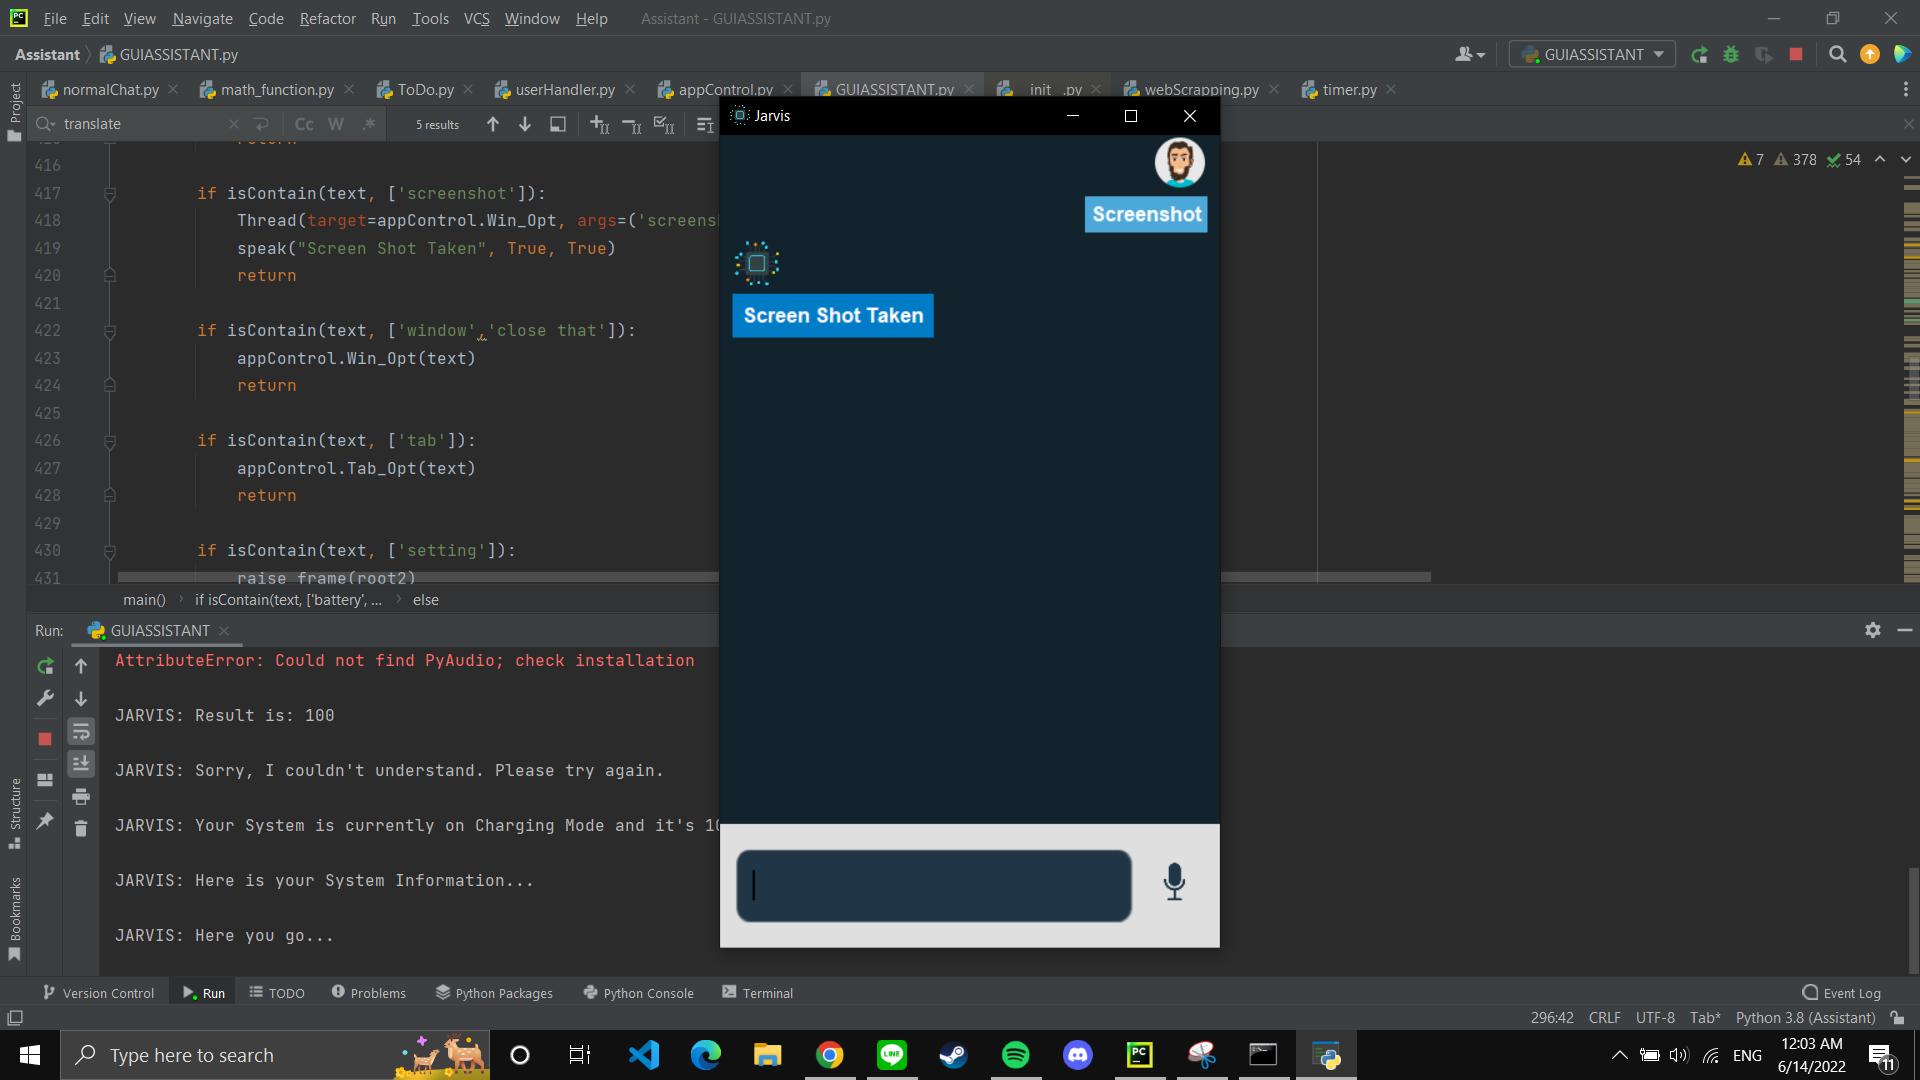 File Edit View Navigate Code Refactor Run Tools VCS Window Help Assistant - GUIASSISTANT.py
Assistant GUIASSISTANT.py GUIASSISTANT
normalChat.py math_function.py ToDo.py userHandler.py appControl.py GUIASSISTANT.py __init__.py webScrapping.py timer.py
translate Cc W .* 5 results
Jarvis
Project
7 378 54
416
417 if isContain(text, ['screenshot']):
418 Thread(target=appControl.Win_Opt, args=('screens
419 speak("Screen Shot Taken", True, True)
420 return
421
422 if isContain(text, ['window','close that']):
423 appControl.Win_Opt(text)
424 return
425
426 if isContain(text, ['tab']):
427 appControl.Tab_Opt(text)
428 return
429
430 if isContain(text, ['setting']):
431 raise_frame(root2)
Screenshot
Screen Shot Taken
main() if isContain(text, ['battery', ... else
Run: GUIASSISTANT
AttributeError: Could not find PyAudio; check installation
JARVIS: Result is: 100
JARVIS: Sorry, I couldn't understand. Please try again.
JARVIS: Your System is currently on Charging Mode and it's 10
JARVIS: Here is your System Information...
JARVIS: Here you go...
Structure
Bookmarks
Version Control Run TODO Problems Python Packages Python Console Terminal Event Log
296:42 CRLF UTF-8 Tab* Python 3.8 (Assistant)
Type here to search
LINE
PC
ENG
12:03 AM
6/14/2022
11